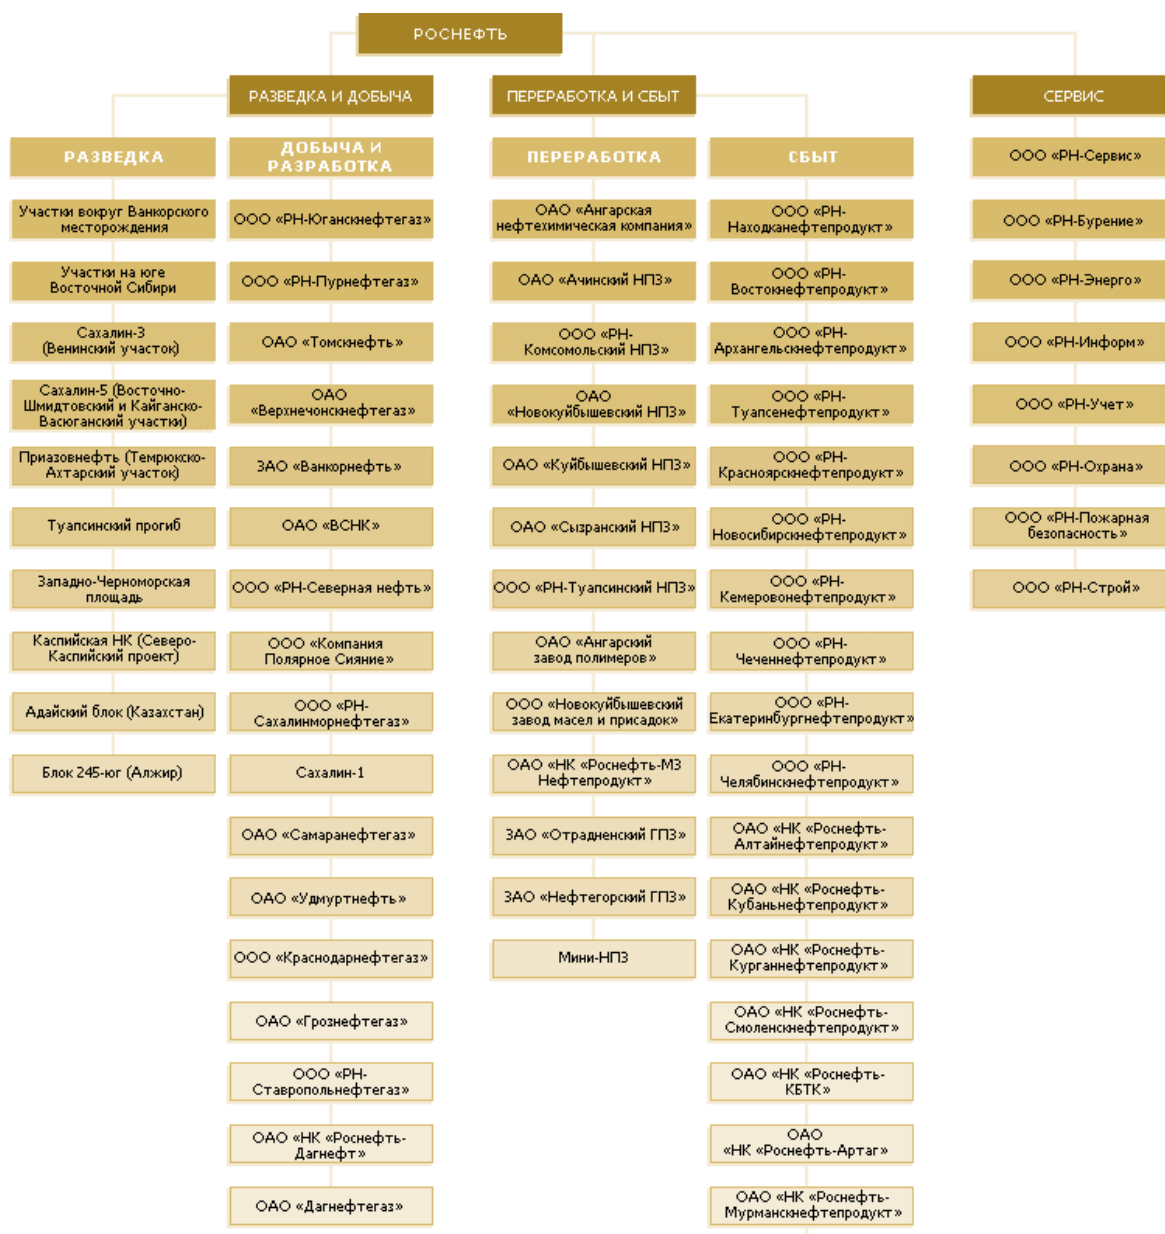 РОСНЕФТЬ
РАЗВЕДКА И ДОБЫЧА
ПЕРЕРАБОТКА И СБЫТ
СЕРВИС
РАЗВЕДКА
Участки вокруг Ванкорского
месторождения
Участки на юге
Восточной Сибири
Сахалин-3
(Венинский участок)
Сахалин-5 (Восточно-
Шмидтовский и Кайганско-
Васюганский участки)
Приазовнефть (Темрюкско-
Ахтарский участок)
Туапсинский прогиб
Западно-Черноморская
площадь
Каспийская НК (Северо-
Каспийский проект)
Адайский блок (Казахстан)
Блок 245-юг (Алжир)
ДОБЫЧА И
РАЗРАБОТКА
ООО «РН-Юганскнефтегаз»
ООО «РН-Пурнефтегаз»
ОАО «Томскнефть»
ОАО
«Верхнечонскнефтегаз»
ЗАО «Ванкорнефть»
ОАО «ВСНК»
ООО «РН-Северная нефть»
ООО «Компания
Полярное Сияние»
ООО «РН-
Сахалинморнефтегаз»
Сахалин-1
ОАО «Самаранефтегаз»
ОАО «Удмуртнефть»
ООО «Краснодарнефтегаз»
ОАО «Грознефтегаз»
ООО «РН-
Ставропольнефтегаз»
ОАО «НК «Роснефть-
Дагнефт»
ОАО «Дагнефтегаз»
ПЕРЕРАБОТКА
ОАО «Ангарская
нефтехимическая компания»
ОАО «Ачинский НПЗ»
ООО «РН-
Комсомольский НПЗ»
ОАО
«Новокуйбышевский НПЗ»
ОАО «Куйбышевский НПЗ»
ОАО «Сызранский НПЗ»
ООО «РН-Туапсинский НПЗ»
ОАО «Ангарский
завод полимеров»
ООО «Новокуйбышевский
завод масел и присадок»
ОАО «НК «Роснефть-МЗ
Нефтепродукт»
ЗАО «Отрадненский ГПЗ»
ЗАО «Нефтегорский ГПЗ»
Мини-НПЗ
СБЫТ
ООО «РН-
Находканефтепродукт»
ООО «РН-
Востокнефтепродукт»
ООО «РН-
Архангельскнефтепродукт»
ООО «РН-
Туапсенефтепродукт»
ООО «РН-
Красноярскнефтепродукт»
ООО «РН-
Новосибирскнефтепродукт»
ООО «РН-
Кемеровонефтепродукт»
ООО «РН-
Чеченнефтепродукт»
ООО «РН-
Екатеринбургнефтепродукт»
ООО «РН-
Челябинскнефтепродукт»
ОАО «НК «Роснефть-
Алтайнефтепродукт»
ОАО «НК «Роснефть-
Кубаньнефтепродукт»
ОАО «НК «Роснефть-
Курганнефтепродукт»
ОАО «НК «Роснефть-
Смоленскнефтепродукт»
ОАО «НК «Роснефть-
КБТК»
ОАО
«НК «Роснефть-Артаг»
ОАО «НК «Роснефть-
Мурманскнефтепродукт»
ООО «РН-Сервис»
ООО «РН-Бурение»
ООО «РН-Энерго»
ООО «РН-Информ»
ООО «РН-Учет»
ООО «РН-Охрана»
ООО «РН-Пожарная
безопасность»
ООО «РН-Строй»